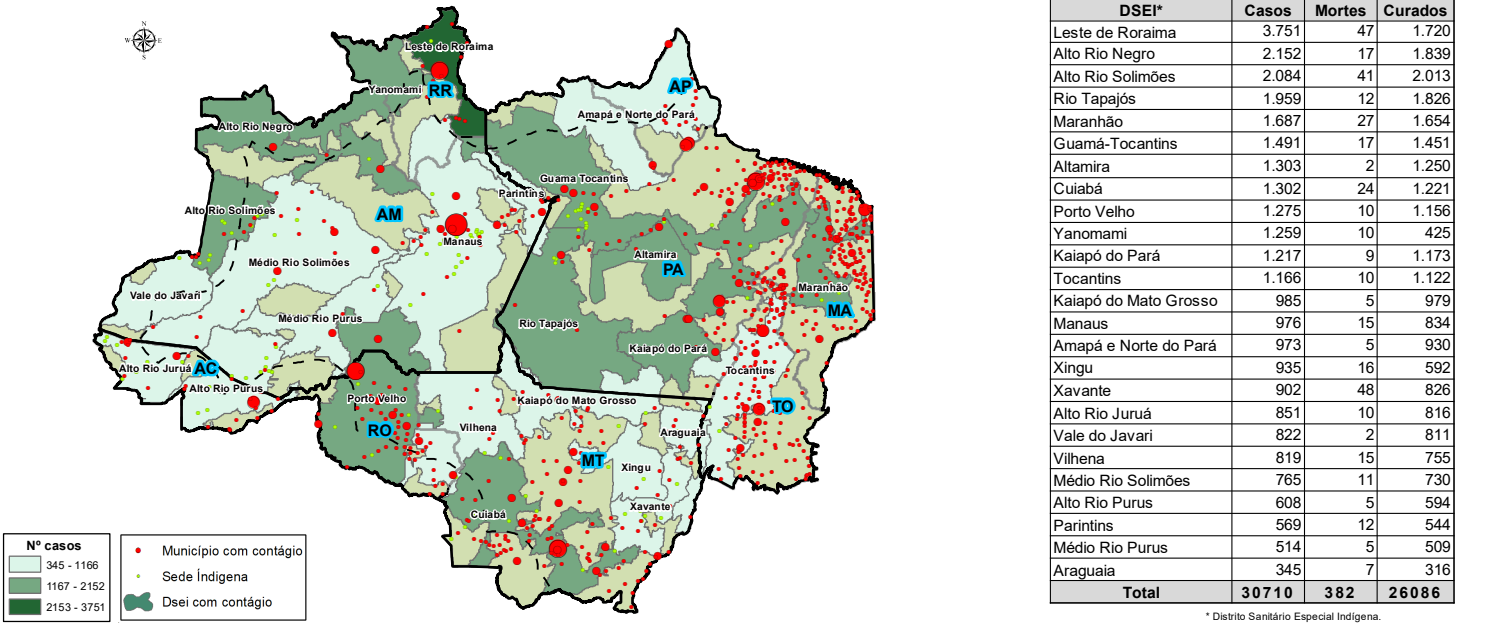 N
W E
S
Leste de Roraima
Yanomami
RR
AP
Amapá e Norte do Pará
Alto Rio Negro
Guama Tocantins
Parintins
Alto Rio Solimões
AM
Manaus
Médio Rio Solimões
Altamira
PA
Maranhão
MA
Vale do Javari
Médio Rio Purus
Rio Tapajós
Kaiapó do Pará
Alto Rio Juruá
AC
Alto Rio Purus
Tocantins
TO
Porto Velho
RO
Kaiapó do Mato Grosso
Vilhena
Araguaia
MT
Xingu
Cuiabá
Xavante
Nº casos
345 - 1166
1167 - 2152
2153 - 3751
Município com contágio
Sede Índigena
Dsei com contágio
DSEI* Casos Mortes Curados
Leste de Roraima 3.751 47 1.720
Alto Rio Negro 2.152 17 1.839
Alto Rio Solimões 2.084 41 2.013
Rio Tapajós 1.959 12 1.826
Maranhão 1.687 27 1.654
Guamá-Tocantins 1.491 17 1.451
Altamira 1.303 2 1.250
Cuiabá 1.302 24 1.221
Porto Velho 1.275 10 1.156
Yanomami 1.259 10 425
Kaiapó do Pará 1.217 9 1.173
Tocantins 1.166 10 1.122
Kaiapó do Mato Grosso 985 5 979
Manaus 976 15 834
Amapá e Norte do Pará 973 5 930
Xingu 935 16 592
Xavante 902 48 826
Alto Rio Juruá 851 10 816
Vale do Javari 822 2 811
Vilhena 819 15 755
Médio Rio Solimões 765 11 730
Alto Rio Purus 608 5 594
Parintins 569 12 544
Médio Rio Purus 514 5 509
Araguaia 345 7 316
Total 30710 382 26086
* Distrito Sanitário Especial Indígena.